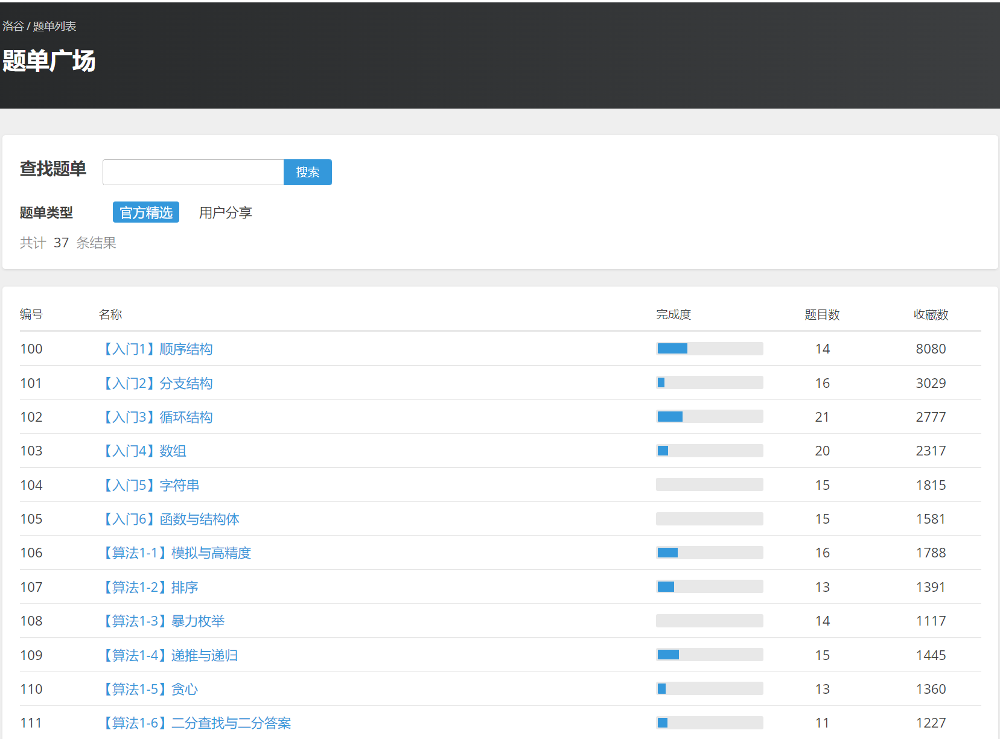 洛谷 / 题单列表
题单广场
查找题单 搜索
题单类型 官方精选 用户分享
共计 37 条结果
编号 名称 完成度 题目数 收藏数
100 【入门1】顺序结构 14 8080
101 【入门2】分支结构 16 3029
102 【入门3】循环结构 21 2777
103 【入门4】数组 20 2317
104 【入门5】字符串 15 1815
105 【入门6】函数与结构体 15 1581
106 【算法1-1】模拟与高精度 16 1788
107 【算法1-2】排序 13 1391
108 【算法1-3】暴力枚举 14 1117
109 【算法1-4】递推与递归 15 1445
110 【算法1-5】贪心 13 1360
111 【算法1-6】二分查找与二分答案 11 1227